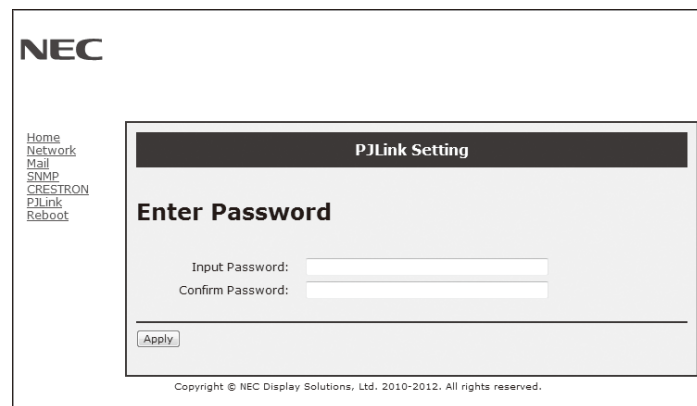 NEC
Home
Network
Mail
SNMP
CRESTRON
PJLink
Reboot
PJLink Setting
Enter Password
Input Password:
Confirm Password:
Apply
Copyright © NEC Display Solutions, Ltd. 2010-2012. All rights reserved.